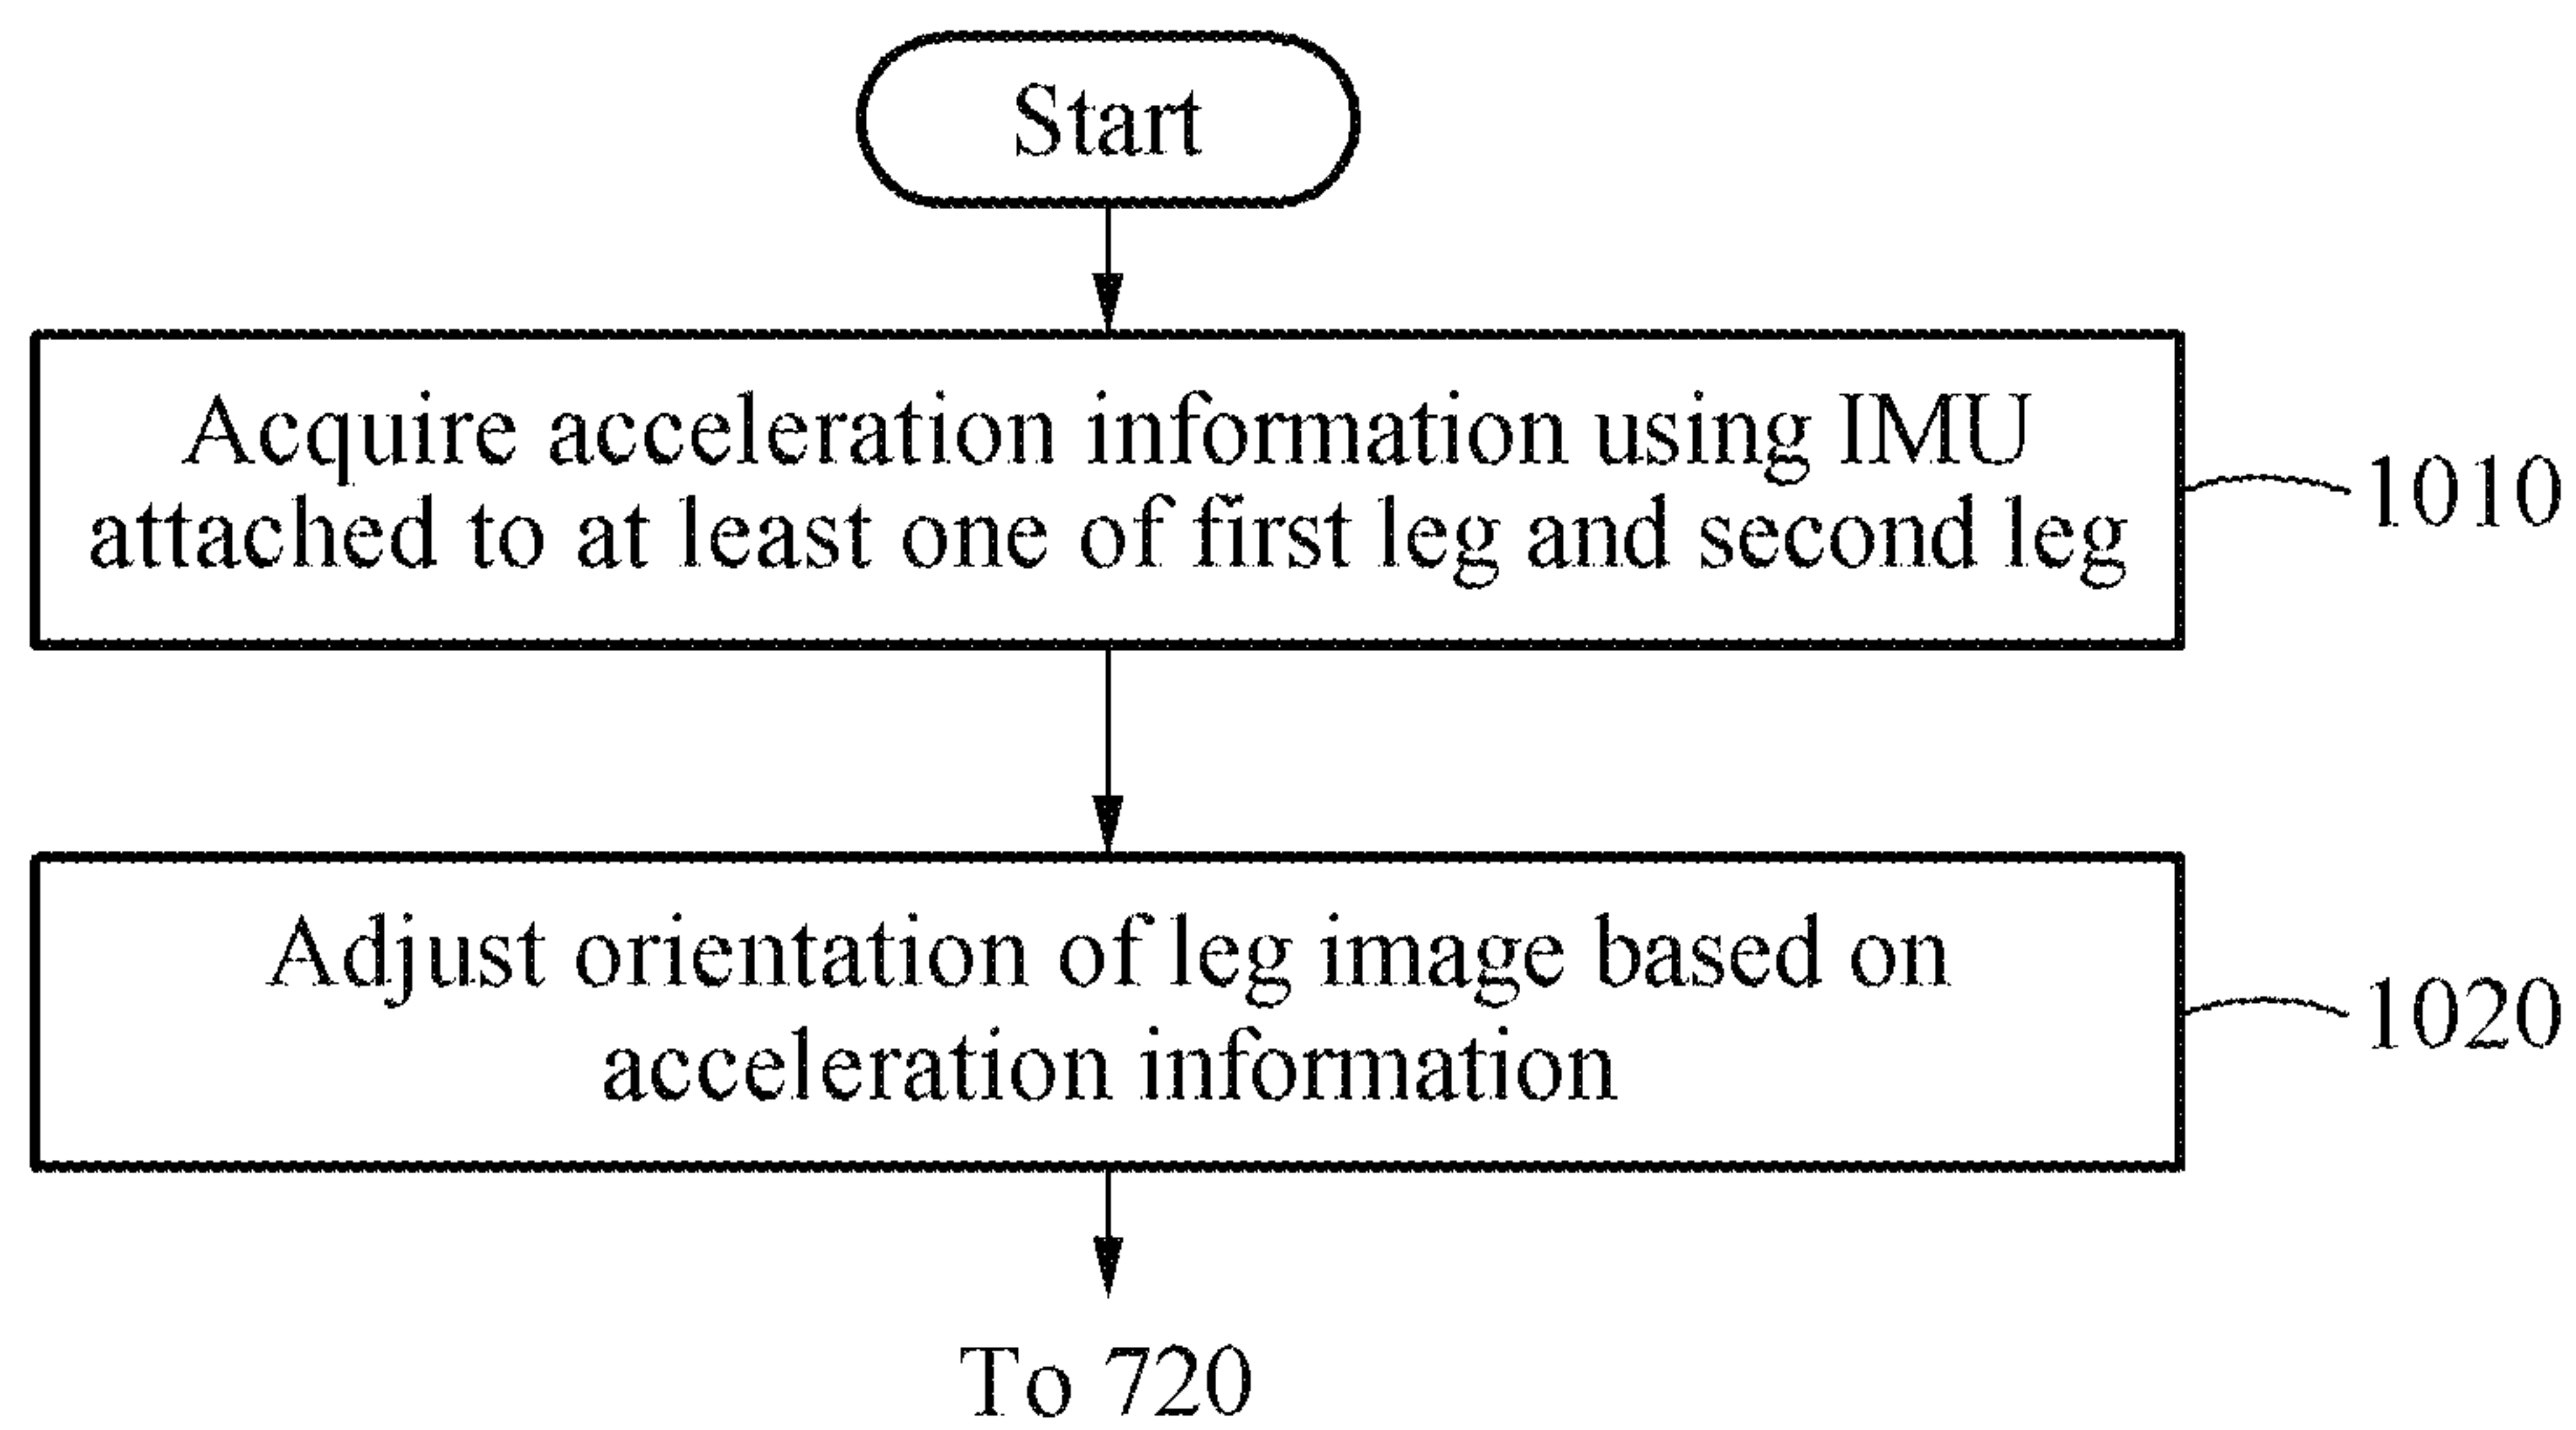 Start
Acquire acceleration information using IMU
attached to at least one of first leg and second leg
1010
Adjust orientation of leg image based on
acceleration information
1020
To 720